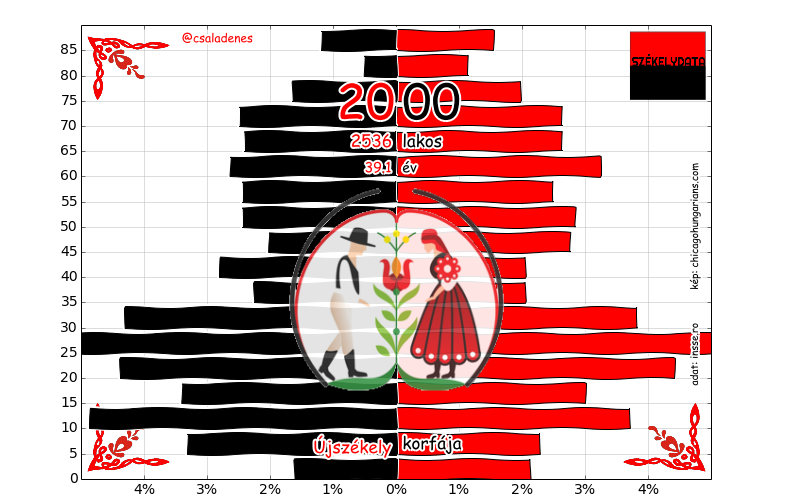 @csaladenes
SZÉKELYDATA
2000
2536 lakos
39.1 év
kép: chicagohungarians.com
adat: insse.ro
Újszékely korfája
85
80
75
70
65
60
55
50
45
40
35
30
25
20
15
10
5
0
4% 3% 2% 1% 0% 1% 2% 3% 4%